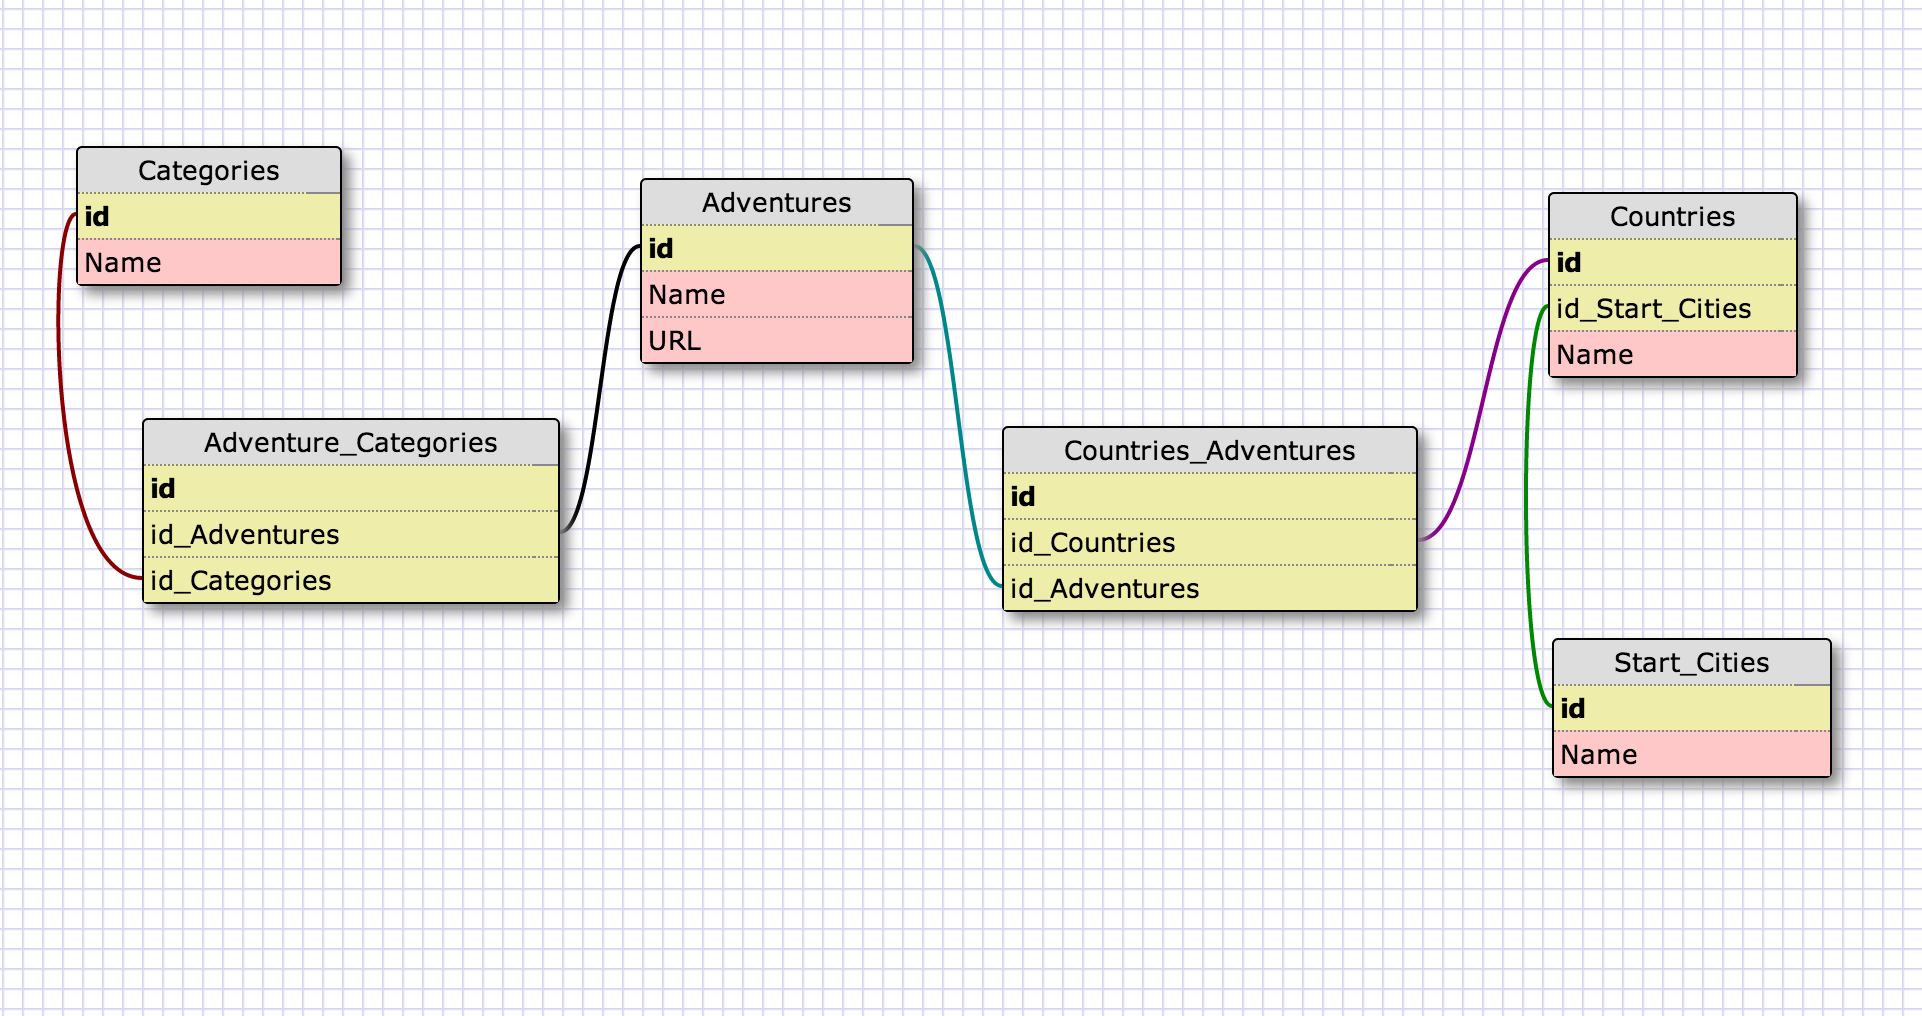 Categories
id
Name
Adventures
id
Name
URL
Countries
id
id_Start_Cities
Name
Adventure_Categories
id
id_Adventures
id_Categories
Countries_Adventures
id
id_Countries
id_Adventures
Start_Cities
id
Name